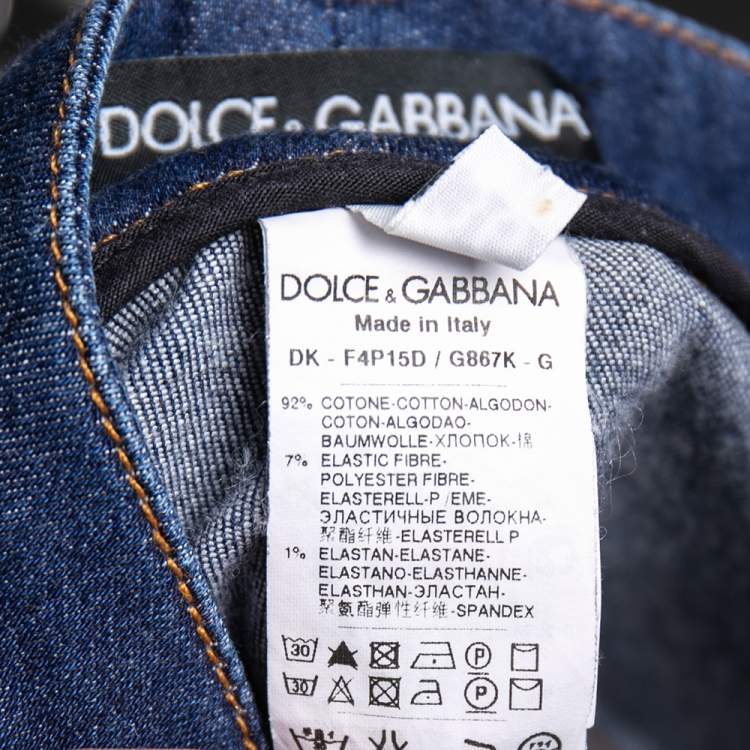 DOLCE & GABBANA
DOLCE & GABBANA
Made in Italy
DK - F4P15D / G867K - G
92% COTONE-COTTON-ALGODON-
COTON-ALGODAO-
BAUMWOLLE-ХЛОПОК-棉
7% ELASTIC FIBRE-
POLYESTER FIBRE-
ELASTERELL-P /EME-
ЭЛАСТИЧНЫЕ ВОЛОКНА-
聚酯纤维-ELASTERELL P
1% ELASTAN-ELASTANE-
ELASTANO-ELASTHANNE-
ELASTHAN-ЭЛАСТАН-
聚氨酯弹性纤维-SPANDEX
30 P
30 P